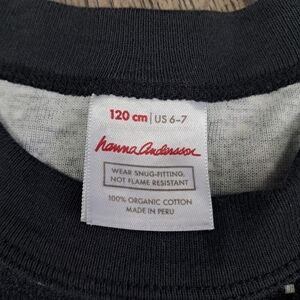 120 cm | US 6-7
hanna andersson
WEAR SNUG-FITTING,
NOT FLAME RESISTANT
100% ORGANIC COTTON
MADE IN PERU